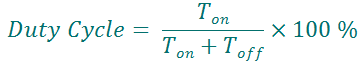 Duty Cycle = T_on / (T_on + T_off) × 100 %